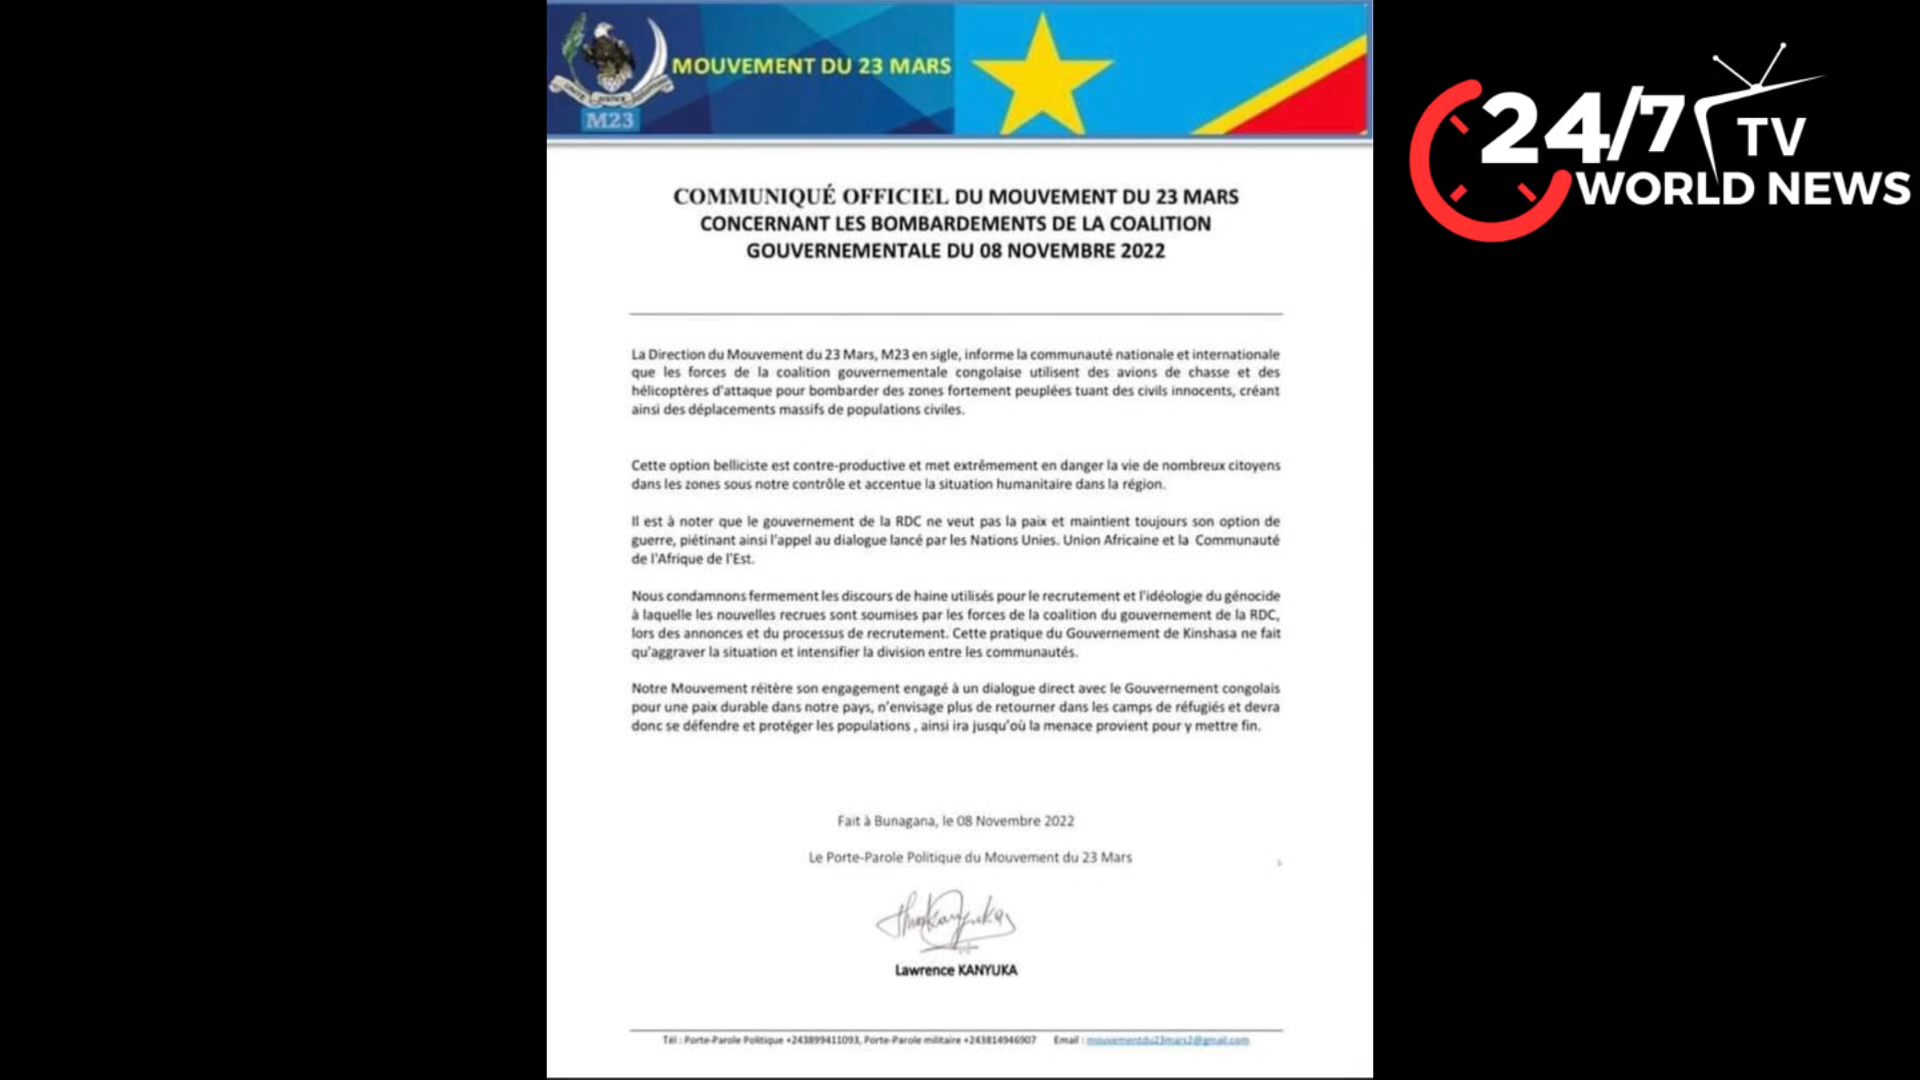 MOUVEMENT DU 23 MARS
M23
24/7 TV
WORLD NEWS
COMMUNIQUÉ OFFICIEL DU MOUVEMENT DU 23 MARS
CONCERNANT LES BOMBARDEMENTS DE LA COALITION
GOUVERNEMENTALE DU 08 NOVEMBRE 2022
La Direction du Mouvement du 23 Mars, M23 en sigle, informe la communauté nationale et internationale
que les forces de la coalition gouvernementale congolaise utilisent des avions de chasse et des
hélicoptères d'attaque pour bombarder des zones fortement peuplées tuant des civils innocents, créant
ainsi des déplacements massifs de populations civiles.
Cette option belliciste est contre-productive et met extrêmement en danger la vie de nombreux citoyens
dans les zones sous notre contrôle et accentue la situation humanitaire dans la région.
Il est à noter que le gouvernement de la RDC ne veut pas la paix et maintient toujours son option de
guerre, piétinant ainsi l'appel au dialogue lancé par les Nations Unies. Union Africaine et la Communauté
de l'Afrique de l'Est.
Nous condamnons fermement les discours de haine utilisés pour le recrutement et l'idéologie du génocide
à laquelle les nouvelles recrues sont soumises par les forces de la coalition du gouvernement de la RDC,
lors des annonces et du processus de recrutement. Cette pratique du Gouvernement de Kinshasa ne fait
qu'aggraver la situation et intensifier la division entre les communautés.
Notre Mouvement réitère son engagement engagé à un dialogue direct avec le Gouvernement congolais
pour une paix durable dans notre pays, n'envisage plus de retourner dans les camps de réfugiés et devra
donc se défendre et protéger les populations , ainsi ira jusqu'où la menace provient pour y mettre fin.
Fait à Bunagana, le 08 Novembre 2022
Le Porte-Parole Politique du Mouvement du 23 Mars
Lawrence KANYUKA
Tél : Porte-Parole Politique +243899411093, Porte-Parole militaire +243814946907 Email : mouvementdu23mars2@gmail.com